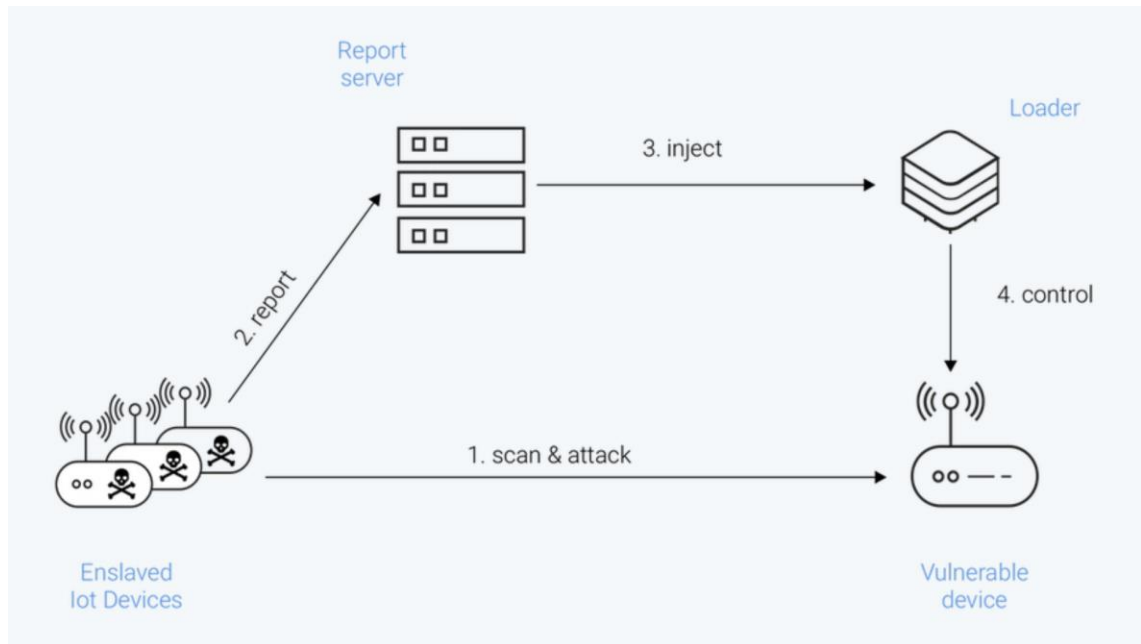 Report
server
Loader
3. inject
4. control
2. report
1. scan & attack
Enslaved
Iot Devices
Vulnerable
device